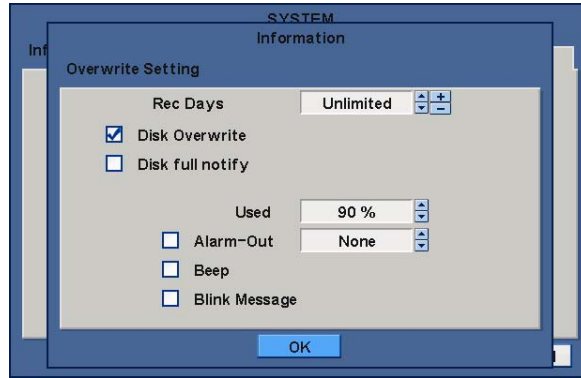 SYSTEM
Inf
Information
Overwrite Setting
Rec Days Unlimited + −
Disk Overwrite
Disk full notify
Used 90 %
Alarm-Out None
Beep
Blink Message
OK